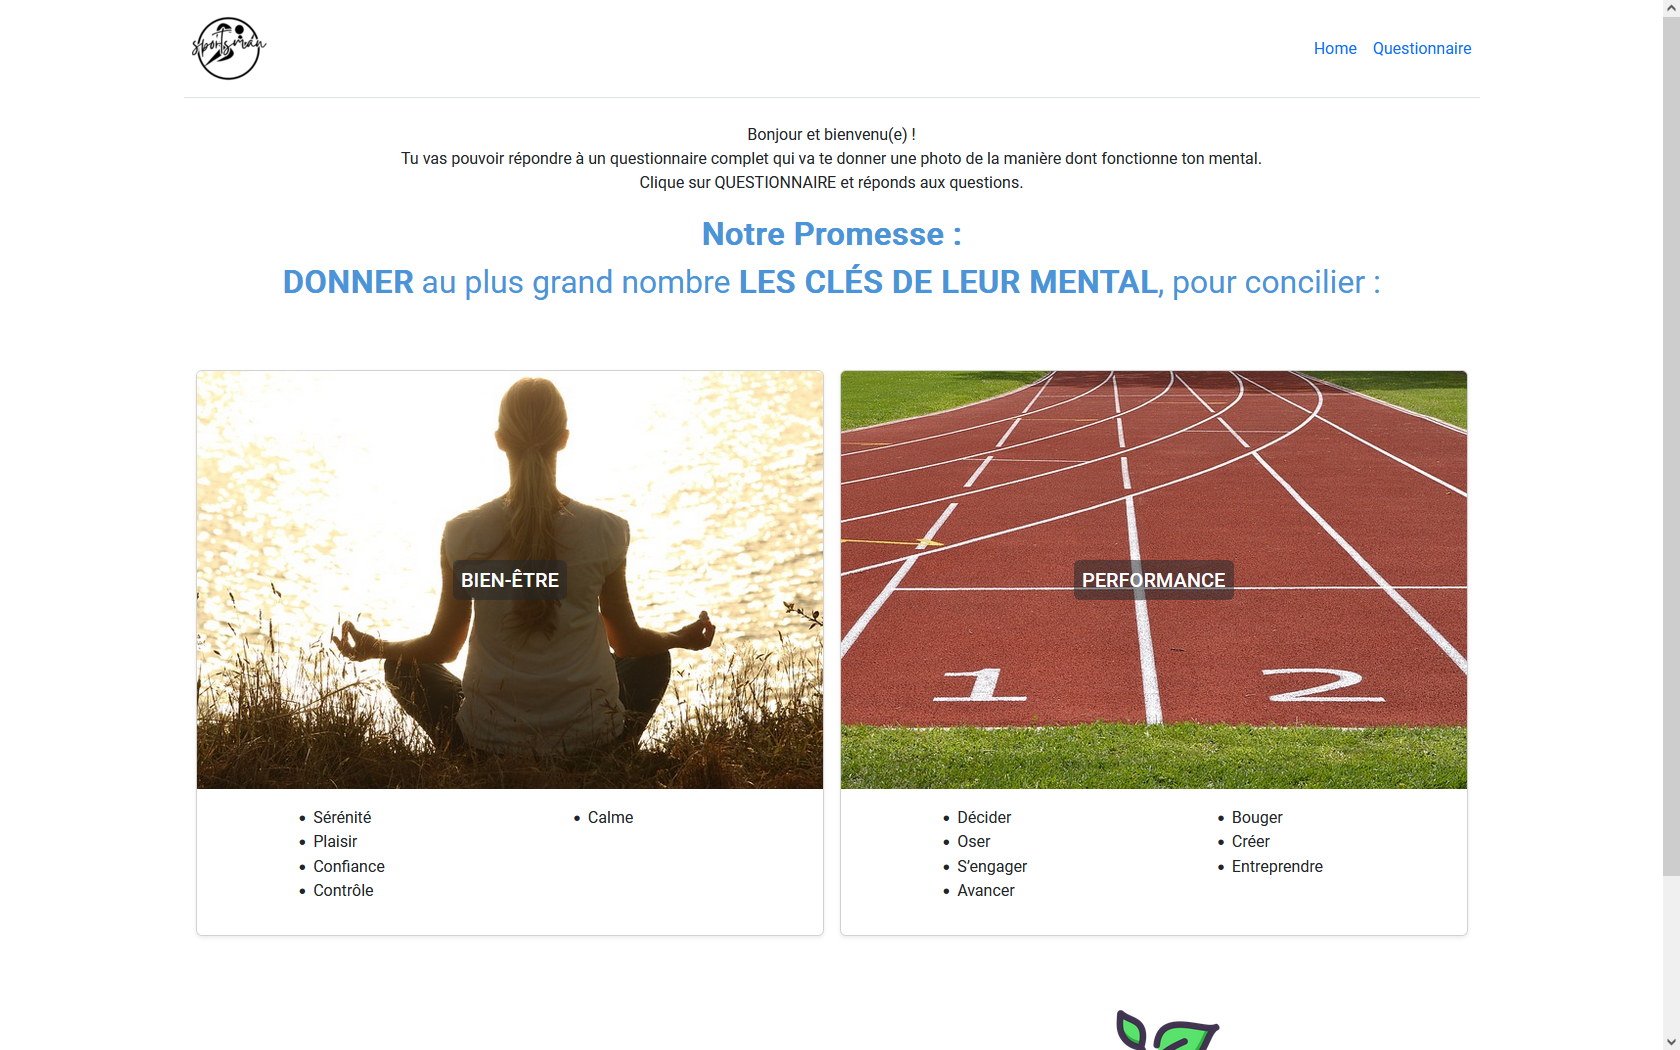 sportsman
Home Questionnaire
Bonjour et bienvenu(e) !
Tu vas pouvoir répondre à un questionnaire complet qui va te donner une photo de la manière dont fonctionne ton mental.
Clique sur QUESTIONNAIRE et réponds aux questions.
Notre Promesse :
DONNER au plus grand nombre LES CLÉS DE LEUR MENTAL, pour concilier :
BIEN-ÊTRE
Sérénité
Plaisir
Confiance
Contrôle
Calme
PERFORMANCE
1 2
Décider
Oser
S'engager
Avancer
Bouger
Créer
Entreprendre